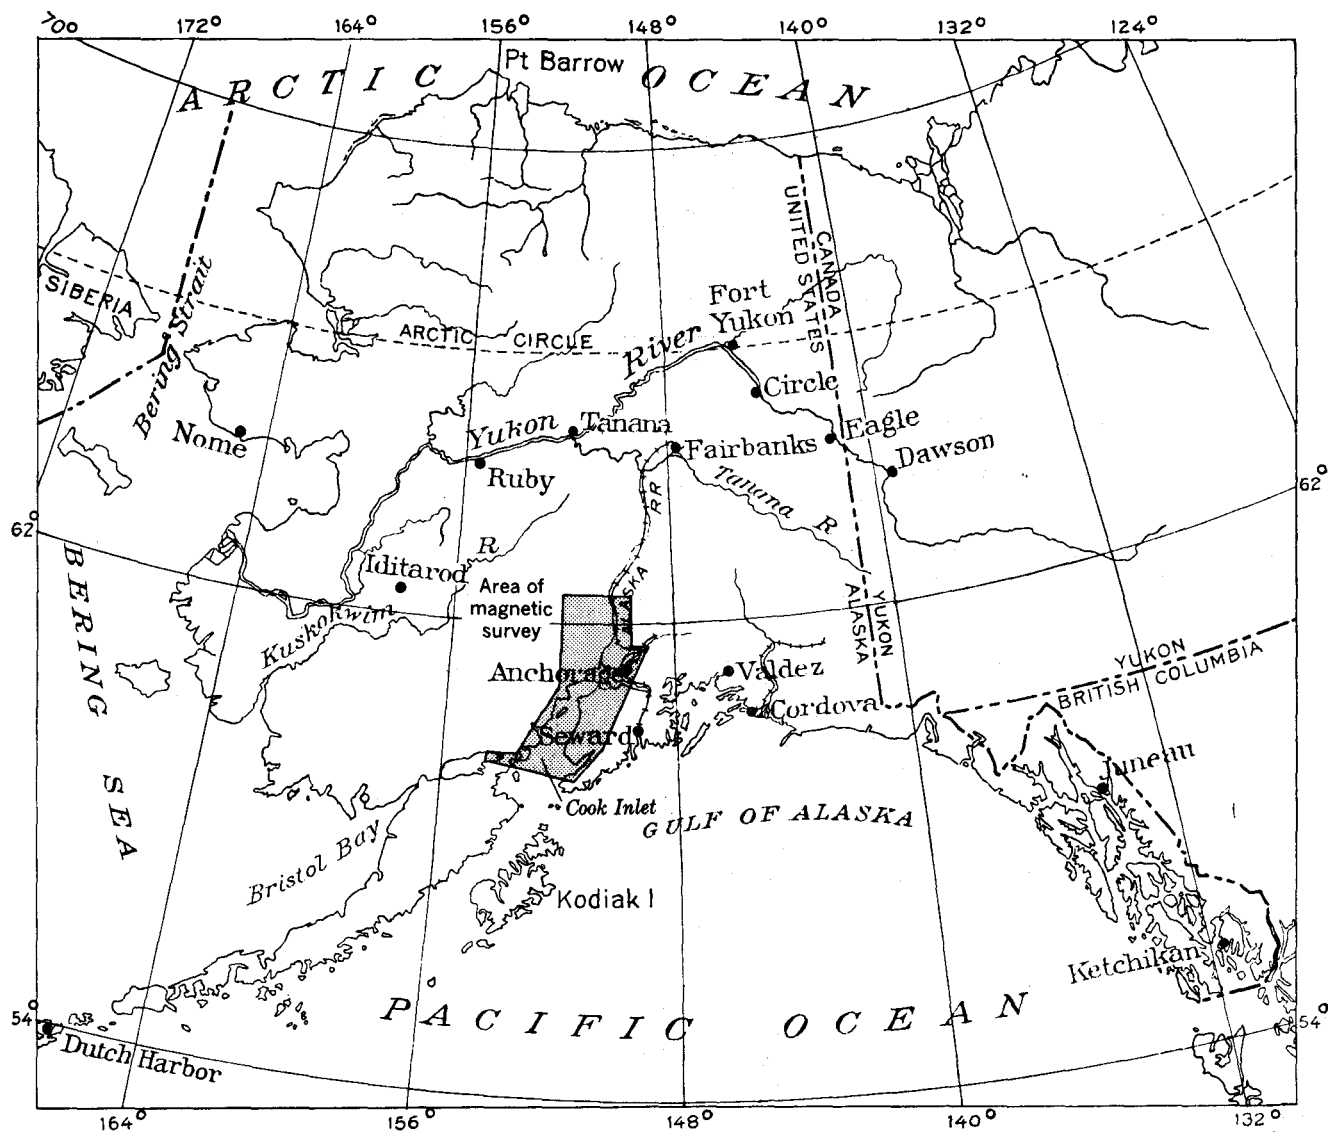 70° 172° 164° 156° 148° 140° 132° 124°
ARCTIC OCEAN
Pt Barrow
UNITED STATES
CANADA
SIBERIA
Bering Strait
ARCTIC CIRCLE
Fort
Yukon
Yukon River
Circle
Nome
Tanana
Eagle
Fairbanks
Dawson
Ruby
Tanana R
62°
62°
ALASKA RR
Iditarod
Kuskokwim R
Area of
magnetic
survey
YUKON
ALASKA
YUKON
BRITISH COLUMBIA
BERING SEA
Anchorage
Valdez
Cordova
Seward
Juneau
Cook Inlet
GULF OF ALASKA
Bristol Bay
Kodiak I
Ketchikan
PACIFIC OCEAN
54°
54°
Dutch Harbor
164° 156° 148° 140° 132°